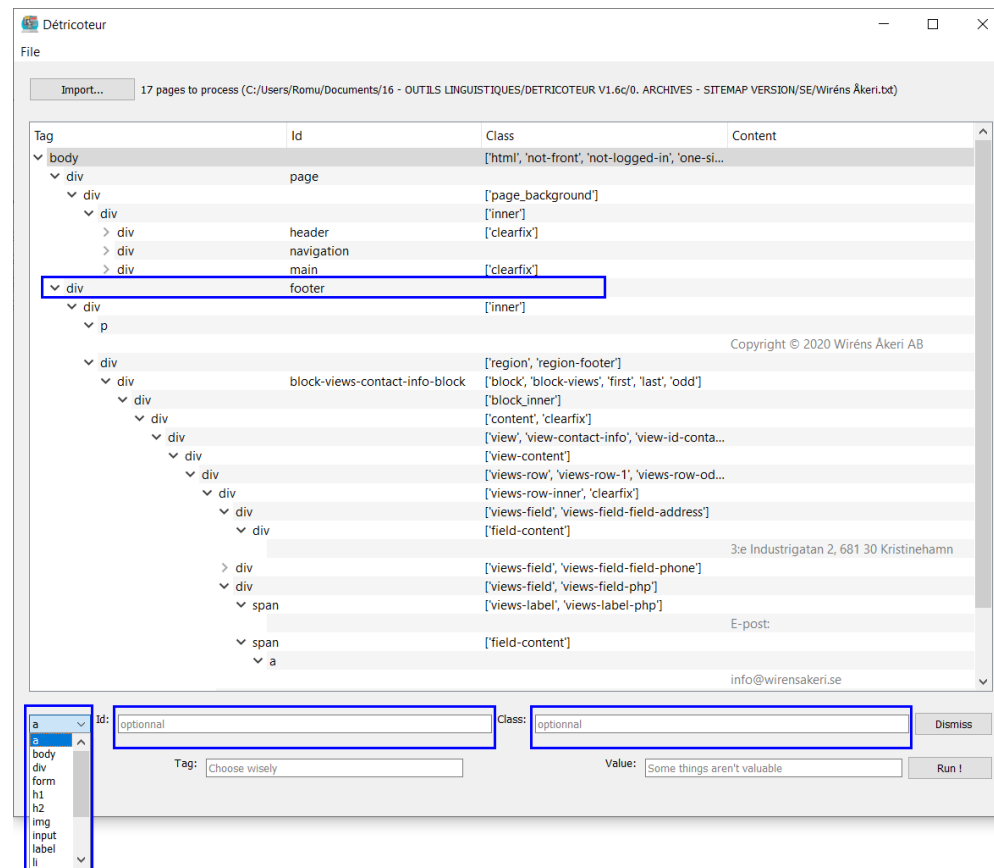 Détricoteur
File
Import... 17 pages to process (C:/Users/Romu/Documents/16 - OUTILS LINGUISTIQUES/DETRICOTEUR V1.6c/0. ARCHIVES - SITEMAP VERSION/SE/Wiréns Åkeri.txt)
Tag Id Class Content
body ['html', 'not-front', 'not-logged-in', 'one-si...
div page
div ['page_background']
div ['inner']
div header ['clearfix']
div navigation
div main ['clearfix']
div footer
div ['inner']
p
Copyright © 2020 Wiréns Åkeri AB
div ['region', 'region-footer']
div block-views-contact-info-block ['block', 'block-views', 'first', 'last', 'odd']
div ['block_inner']
div ['content', 'clearfix']
div ['view', 'view-contact-info', 'view-id-conta...
div ['view-content']
div ['views-row', 'views-row-1', 'views-row-od...
div ['views-row-inner', 'clearfix']
div ['views-field', 'views-field-field-address']
div ['field-content']
3:e Industrigatan 2, 681 30 Kristinehamn
div ['views-field', 'views-field-field-phone']
div ['views-field', 'views-field-php']
span ['views-label', 'views-label-php']
E-post:
span ['field-content']
a
info@wirensakeri.se
a Id: optionnal Class: optionnal Dismiss
Tag: Choose wisely Value: Some things aren't valuable Run !
a
body
div
form
h1
h2
img
input
label
li